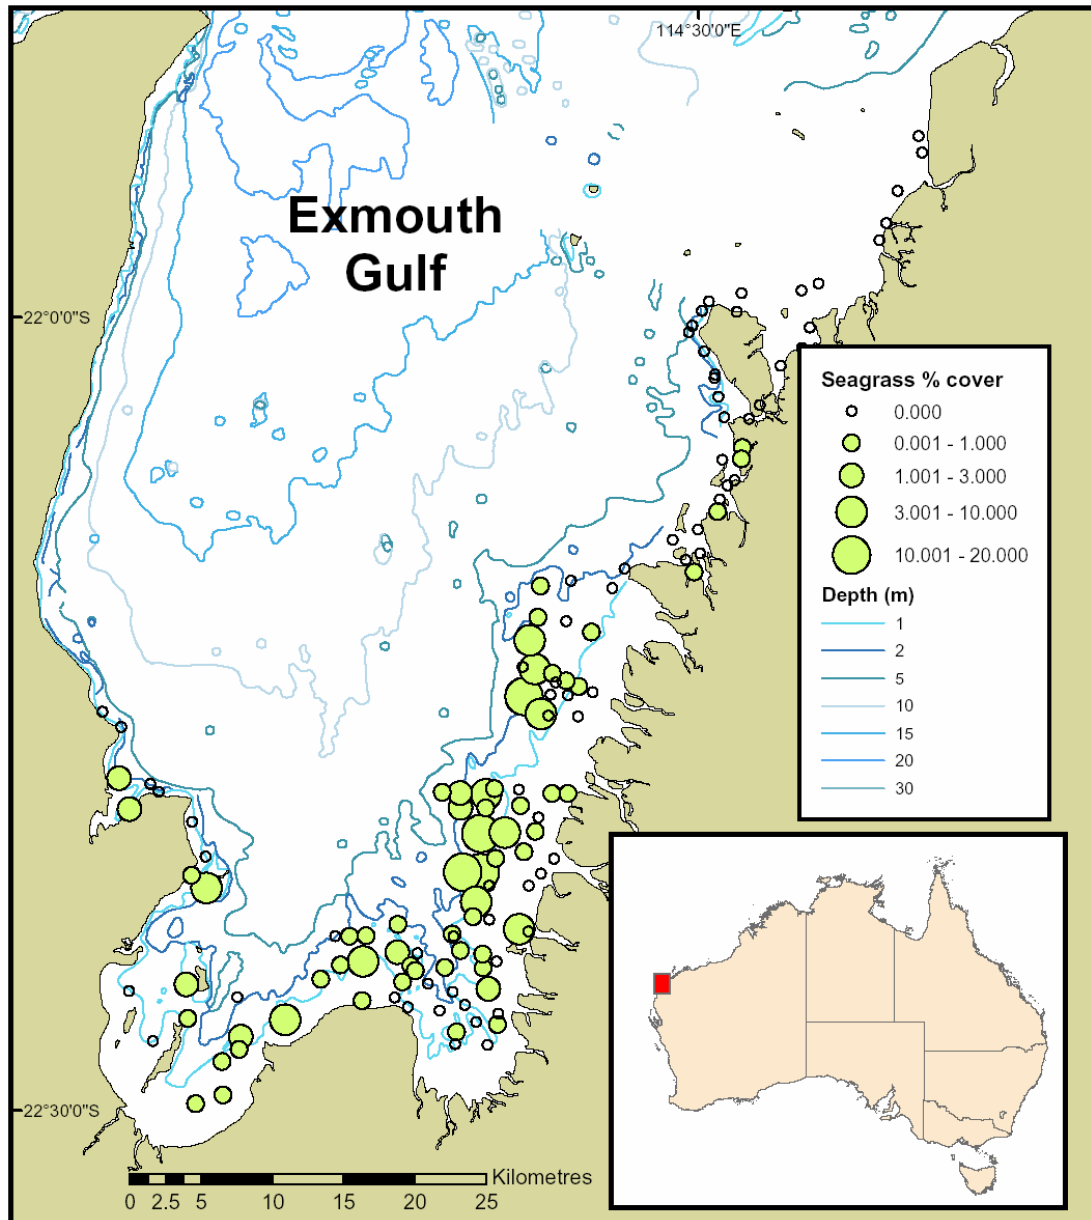 114°30'0"E
Exmouth
Gulf
22°0'0"S
Seagrass % cover
0.000
0.001 - 1.000
1.001 - 3.000
3.001 - 10.000
10.001 - 20.000
Depth (m)
1
2
5
10
15
20
30
22°30'0"S
Kilometres
0 2.5 5 10 15 20 25